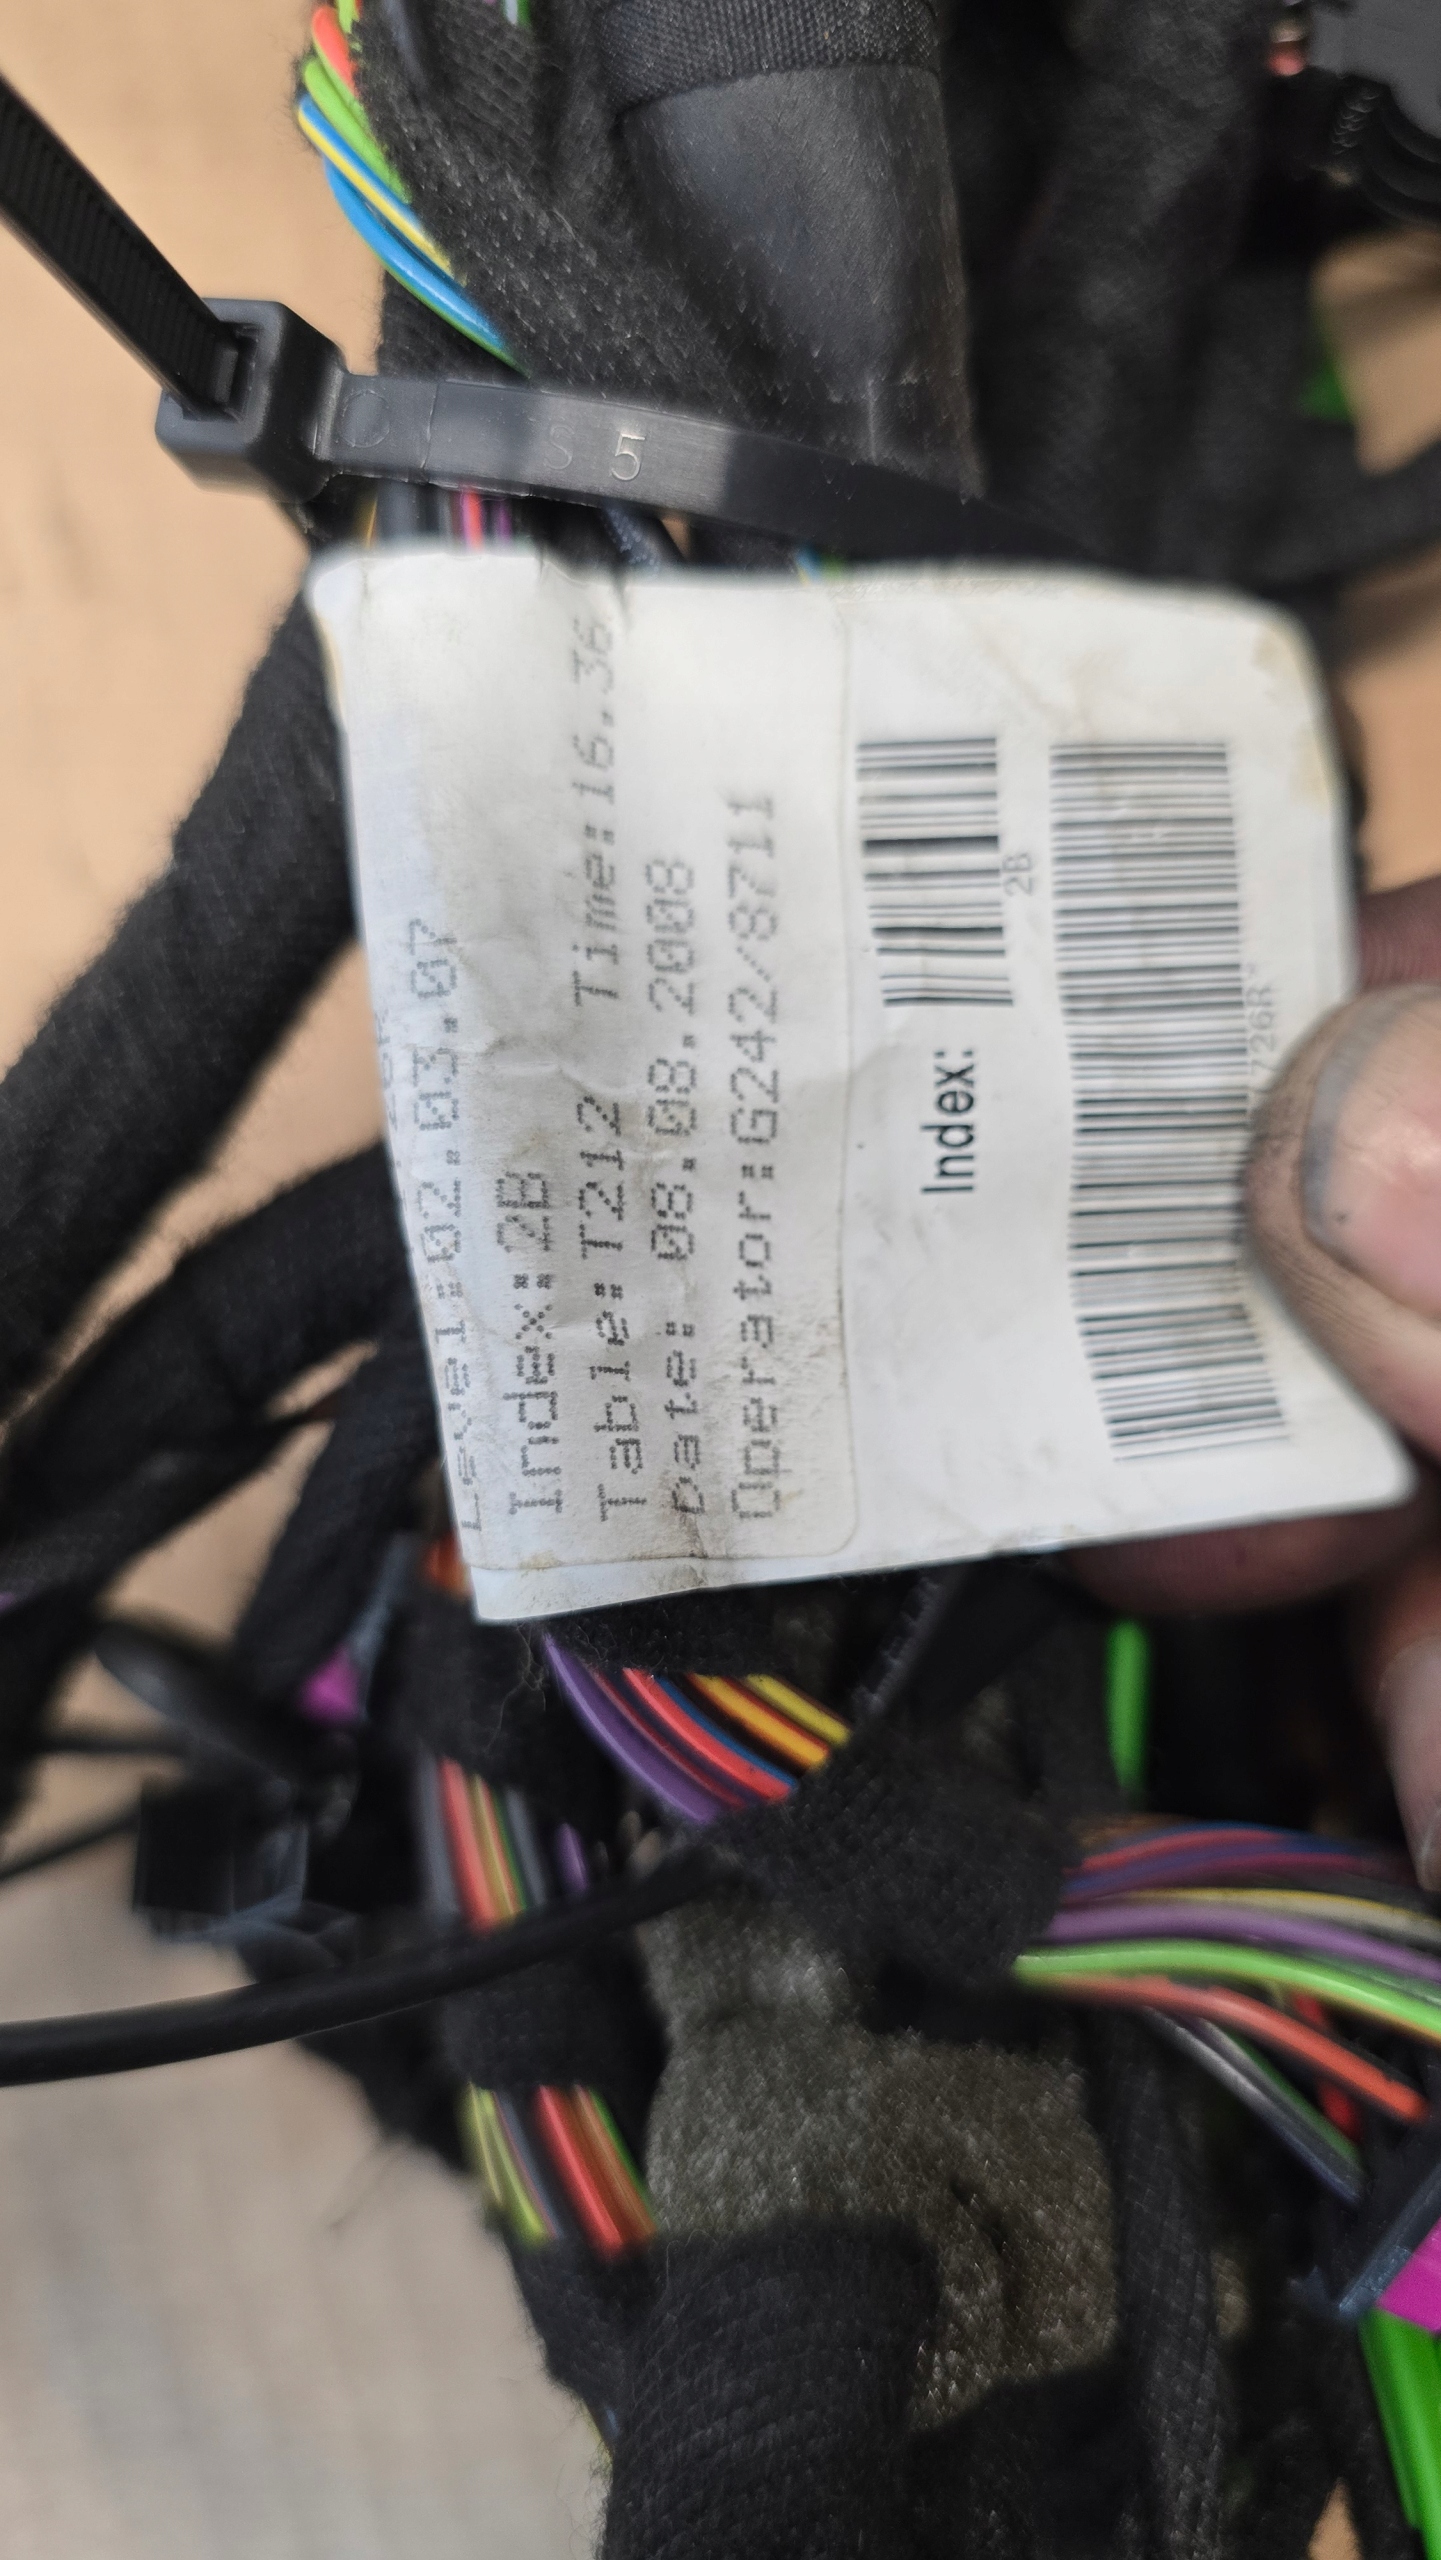 S 5
Level:02.03.07
Index:2B
Table:T212 Time:16.36
Date: 08.08.2008
Operator:G242/8711
Index:
2B
726R